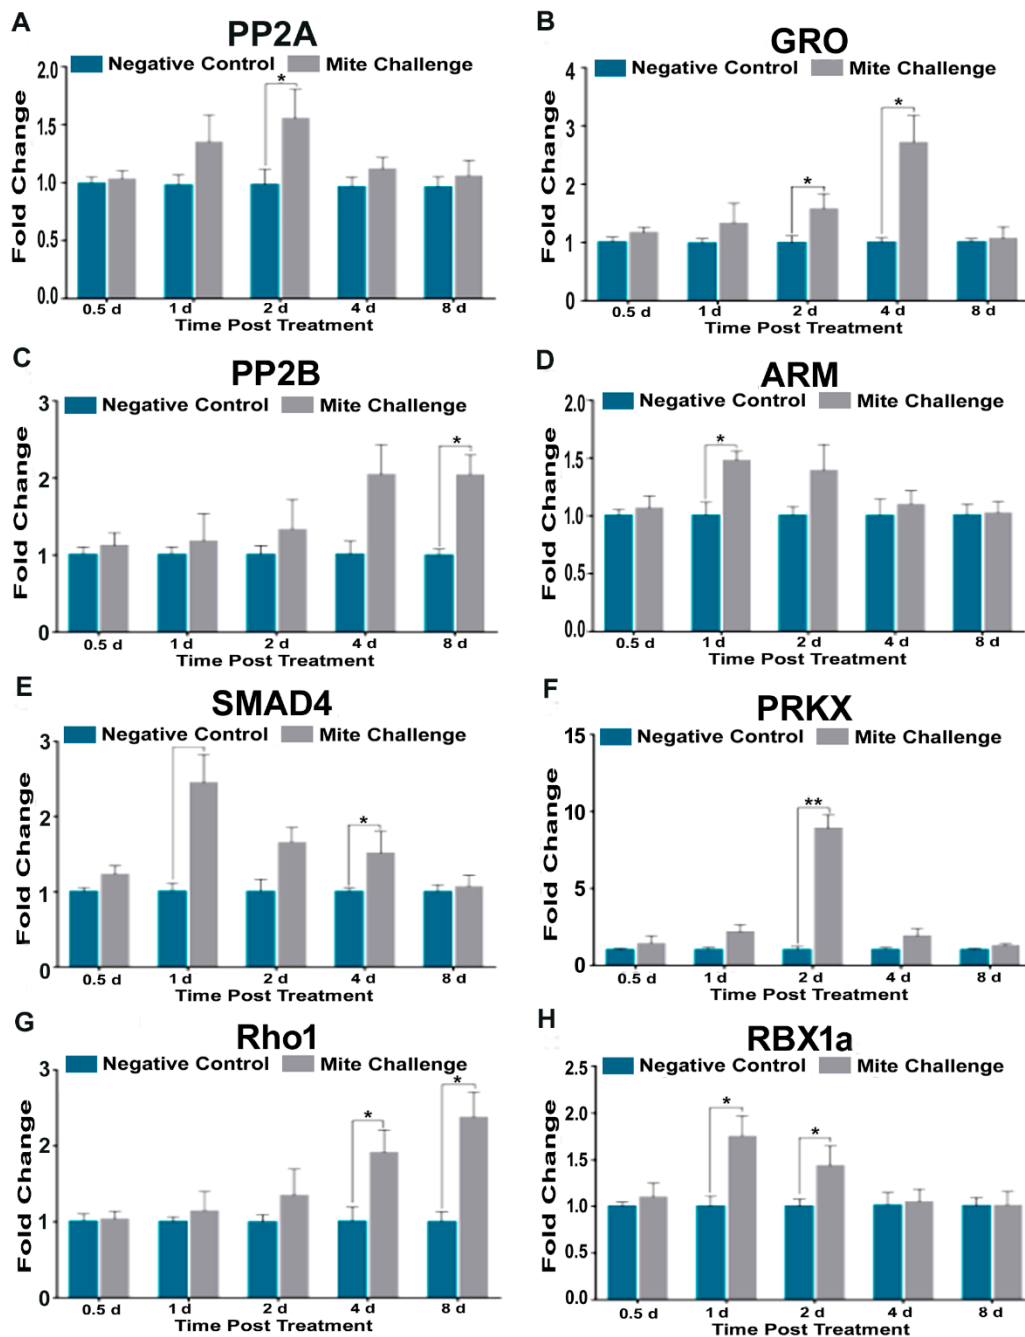 A
PP2A
Negative Control Mite Challenge
Fold Change
2.0
1.5
1.0
0.5
0.0
*
0.5 d 1 d 2 d 4 d 8 d
Time Post Treatment
B
GRO
Negative Control Mite Challenge
Fold Change
4
3
2
1
0
* *
0.5 d 1 d 2 d 4 d 8 d
Time Post Treatment
C
PP2B
Negative Control Mite Challenge
Fold Change
3
2
1
0
*
0.5 d 1 d 2 d 4 d 8 d
Time Post Treatment
D
ARM
Negative Control Mite Challenge
Fold Change
2.0
1.5
1.0
0.5
0.0
*
0.5 d 1 d 2 d 4 d 8 d
Time Post Treatment
E
SMAD4
Negative Control Mite Challenge
Fold Change
3
2
1
0
*
0.5 d 1 d 2 d 4 d 8 d
Time Post Treatment
F
PRKX
Negative Control Mite Challenge
Fold Change
15
10
5
0
**
0.5 d 1 d 2 d 4 d 8 d
Time Post Treatment
G
Rho1
Negative Control Mite Challenge
Fold Change
3
2
1
0
* *
0.5 d 1 d 2 d 4 d 8 d
Time Post Treatment
H
RBX1a
Negative Control Mite Challenge
Fold Change
2.5
2.0
1.5
1.0
0.5
0.0
* *
0.5 d 1 d 2 d 4 d 8 d
Time Post Treatment